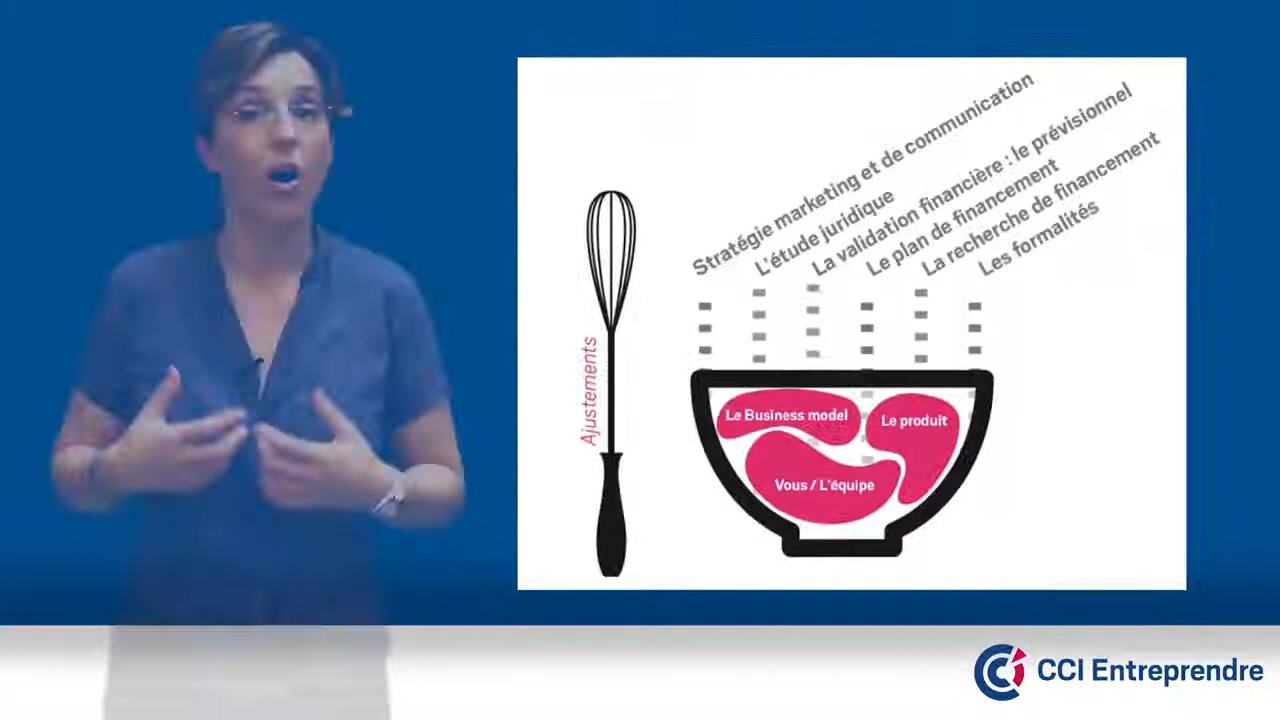 Stratégie marketing et de communication
L'étude juridique
La validation financière : le prévisionnel
Le plan de financement
La recherche de financement
Les formalités
Ajustements
Le Business model
Le produit
Vous / L'équipe
CCI Entreprendre